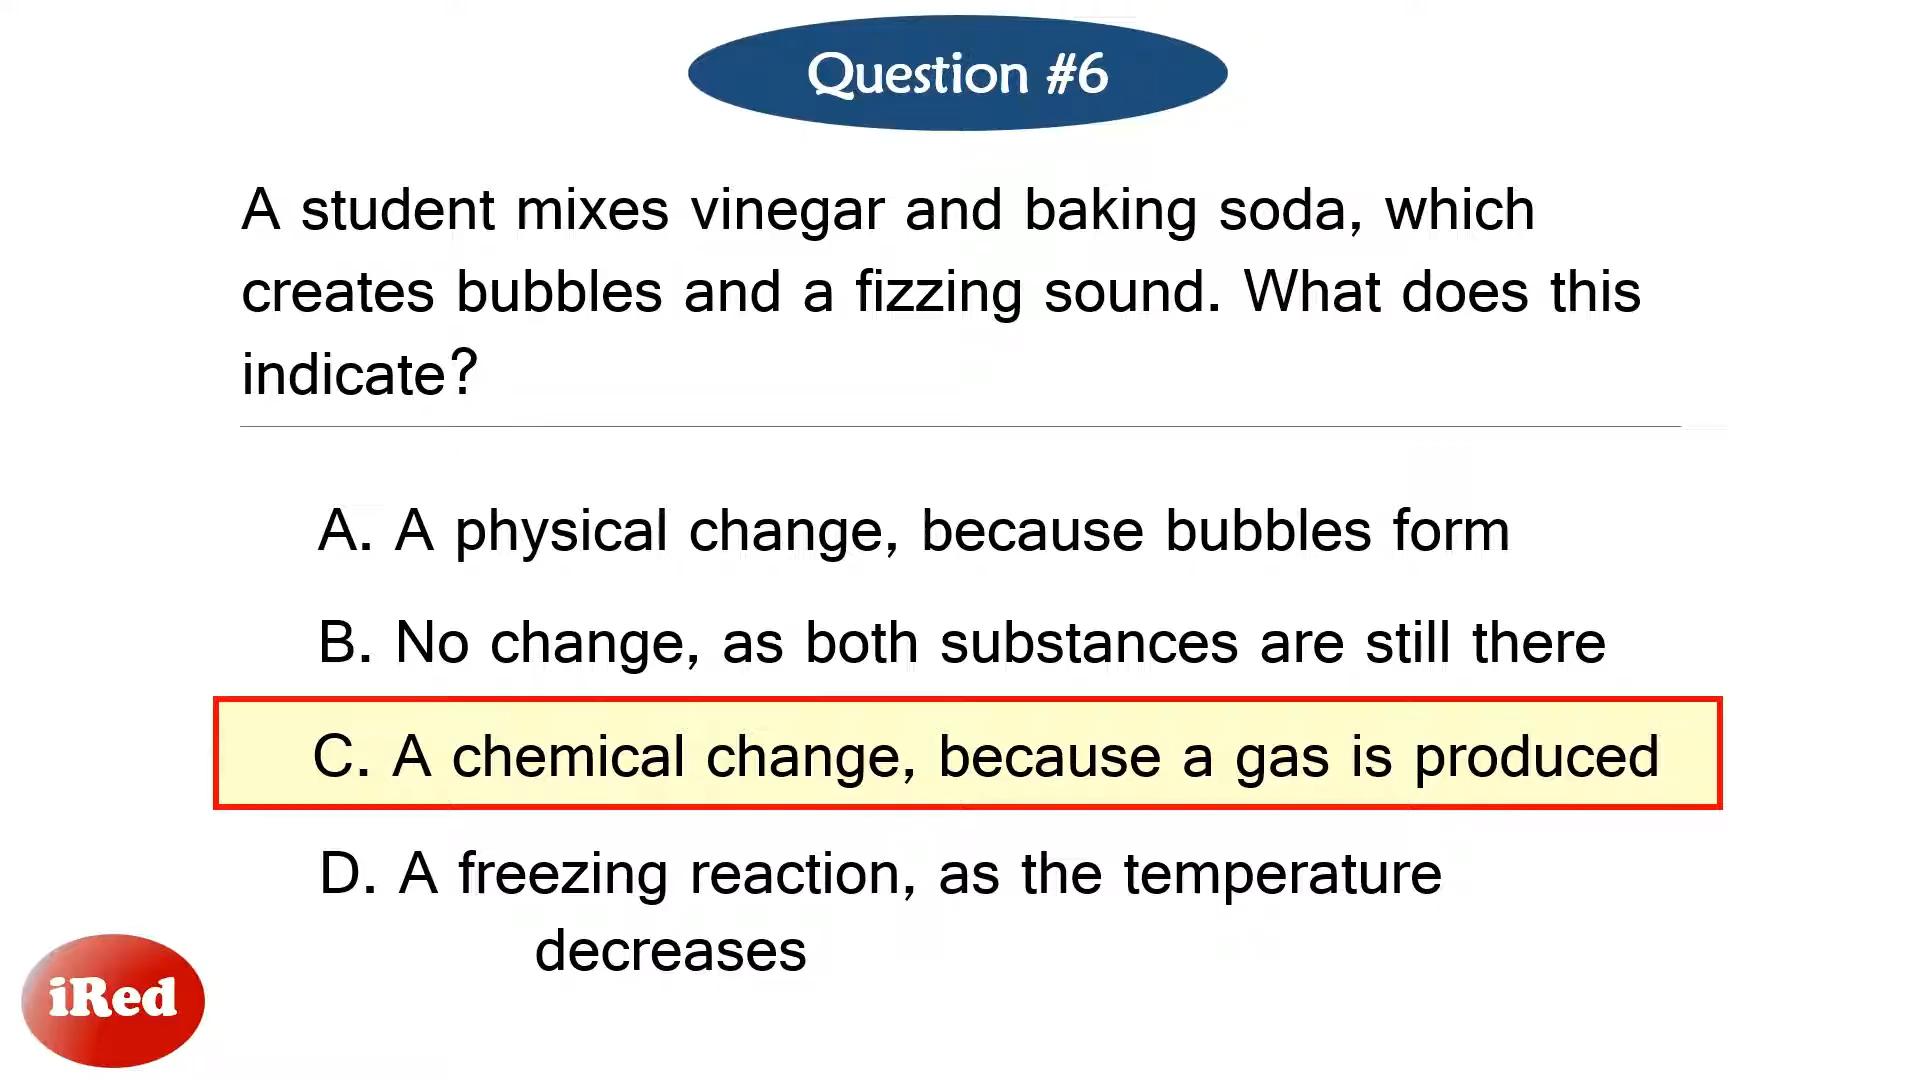 Question #6
A student mixes vinegar and baking soda, which
creates bubbles and a fizzing sound. What does this
indicate?
A. A physical change, because bubbles form
B. No change, as both substances are still there
C. A chemical change, because a gas is produced
D. A freezing reaction, as the temperature
decreases
iRed